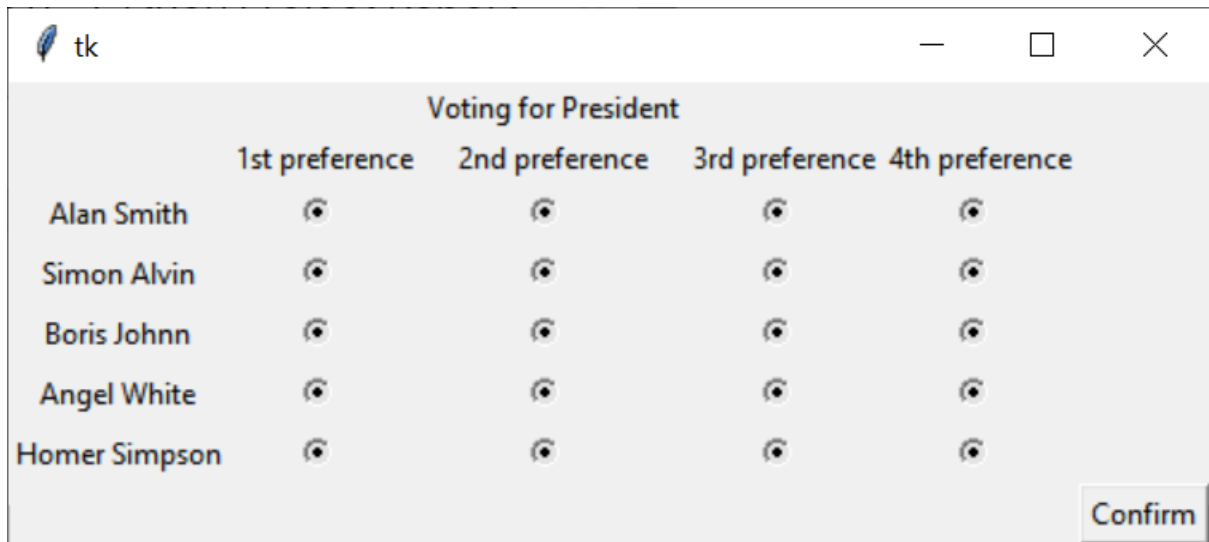 tk
Voting for President
1st preference 2nd preference 3rd preference 4th preference
Alan Smith
Simon Alvin
Boris Johnn
Angel White
Homer Simpson
Confirm